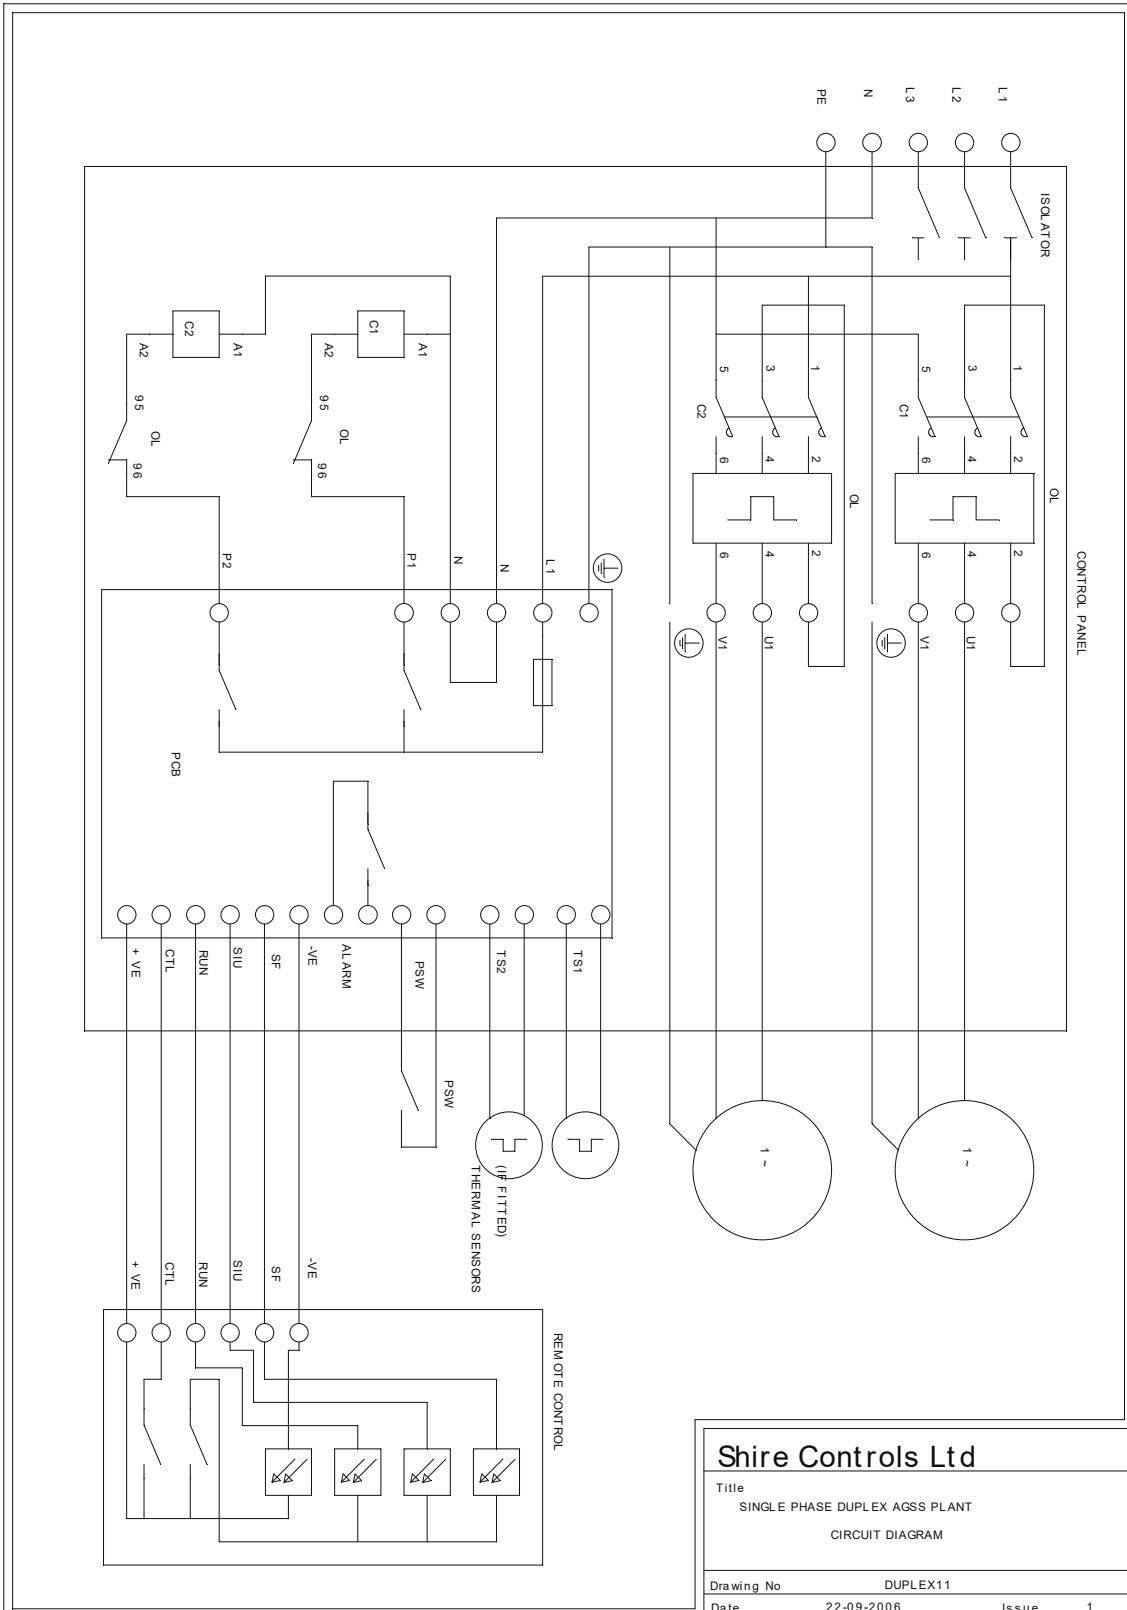 PE
N
L3
L2
L1
ISOLATOR
CONTROL PANEL
C2
A2
A1
C1
A2
A1
95
OL
96
95
OL
96
5
3
1
C2
6
4
2
OL
6
4
2
V1
U1
5
3
1
C1
6
4
2
OL
6
4
2
V1
U1
P2
P1
N
N
L1
PCB
+ VE
CTL
RUN
SIU
SF
-VE
ALARM
PSW
TS2
TS1
PSW
1
~
1
~
THERMAL SENSORS
(IF FITTED)
+ VE
CTL
RUN
SIU
SF
-VE
REMOTE CONTROL
Shire Controls Ltd
Title
SINGLE PHASE DUPLEX AGSS PLANT
CIRCUIT DIAGRAM
Drawing No DUPLEX11
Date 22-09-2006 Issue 1